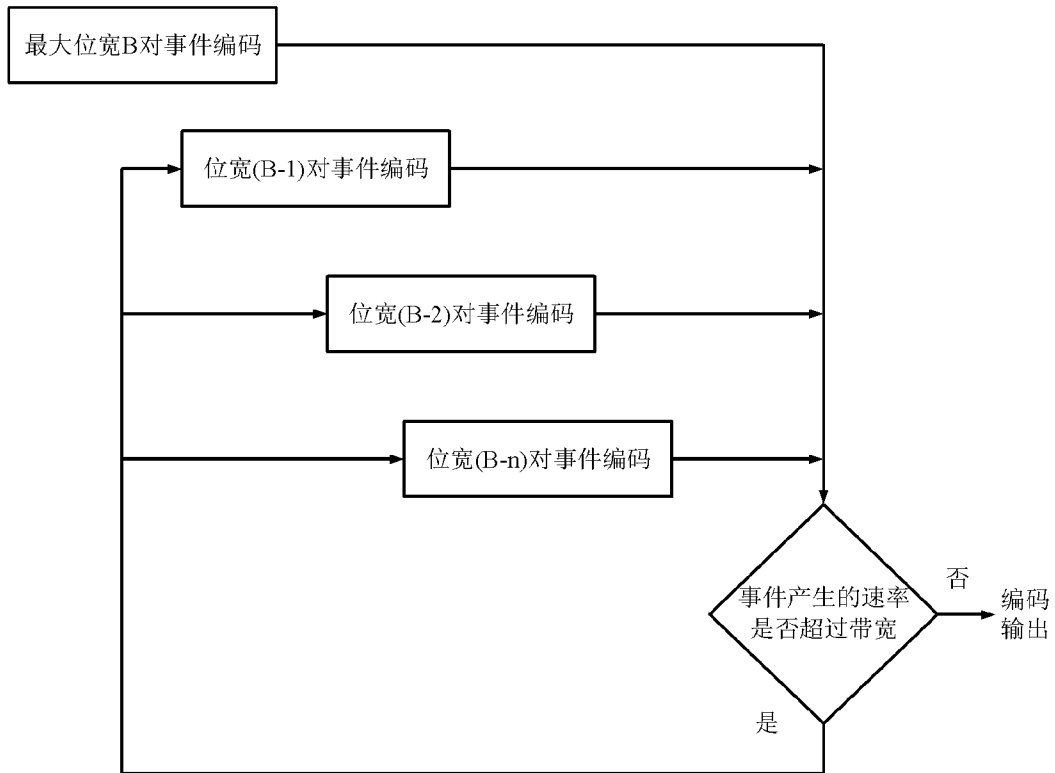 最大位宽B对事件编码
位宽(B-1)对事件编码
位宽(B-2)对事件编码
位宽(B-n)对事件编码
事件产生的速率
是否超过带宽
否
编码
输出
是